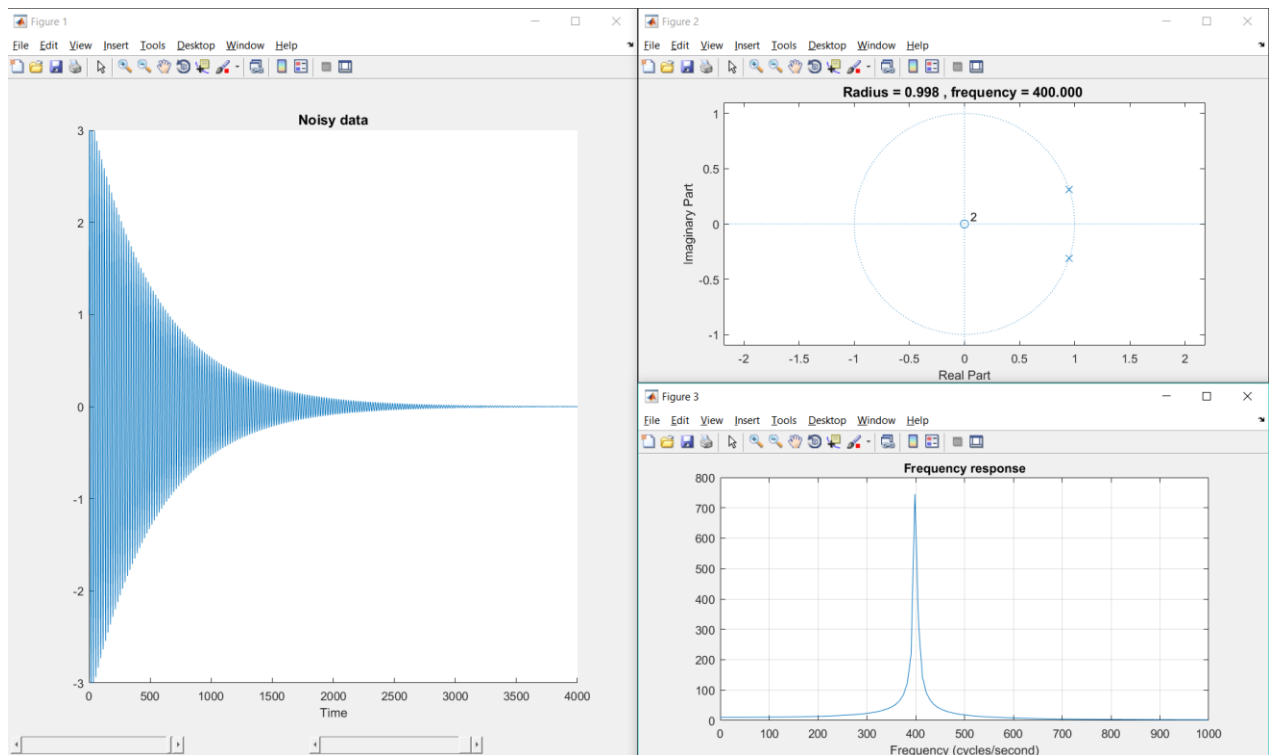 Figure 1
File Edit View Insert Tools Desktop Window Help
Noisy data
3
2
1
0
-1
-2
-3
0 500 1000 1500 2000 2500 3000 3500 4000
Time
Figure 2
File Edit View Insert Tools Desktop Window Help
Radius = 0.998 , frequency = 400.000
1
0.5
0
-0.5
-1
2
Imaginary Part
-2 -1.5 -1 -0.5 0 0.5 1 1.5 2
Real Part
Figure 3
File Edit View Insert Tools Desktop Window Help
Frequency response
800
700
600
500
400
300
200
100
0
0 100 200 300 400 500 600 700 800 900 1000
Frequency (cycles/second)